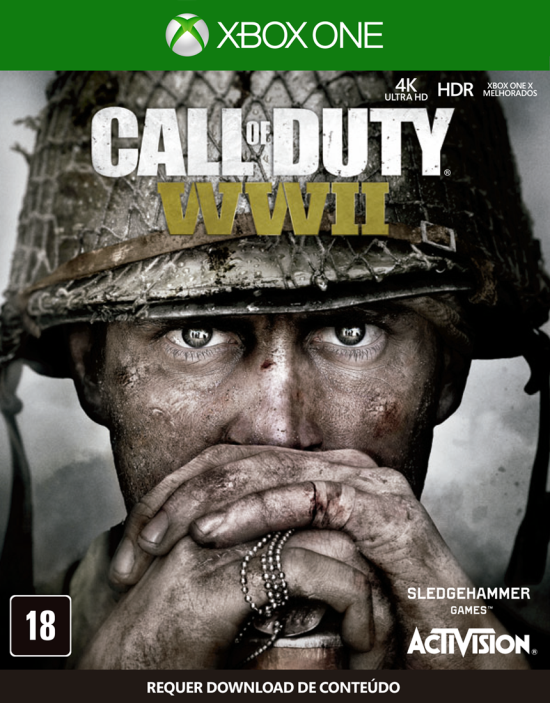 XBOX ONE
4K
ULTRA HD
HDR
XBOX ONE X
MELHORADOS
CALL OF DUTY®
WWII
SLEDGEHAMMER
GAMES™
18
ACTIVISION®
REQUER DOWNLOAD DE CONTEÚDO